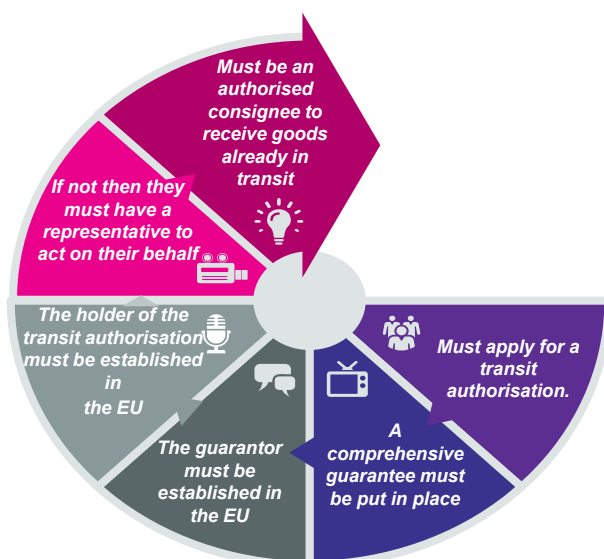 Must apply for a
transit
authorisation.
A
comprehensive
guarantee must
be put in place
The guarantor
must be
established in
the EU
The holder of the
transit authorisation
must be established
in
the EU
If not then they
must have a
representative to
act on their behalf
Must be an
authorised
consignee to
receive goods
already in
transit